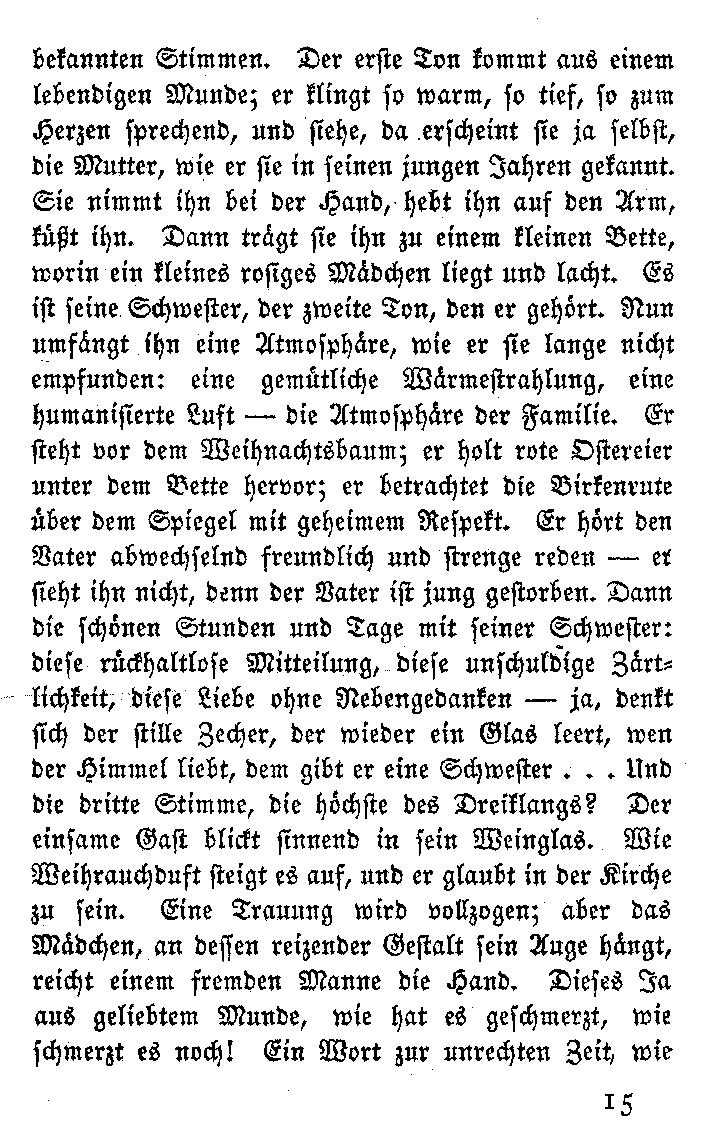 bekannten Stimmen. Der erste Ton kommt aus einem
lebendigen Munde; er klingt so warm, so tief, so zum
Herzen sprechend, und siehe, da erscheint sie ja selbst,
die Mutter, wie er sie in seinen jungen Jahren gekannt.
Sie nimmt ihn bei der Hand, hebt ihn auf den Arm,
küßt ihn. Dann trägt sie ihn zu einem kleinen Bette,
worin ein kleines rosiges Mädchen liegt und lacht. Es
ist seine Schwester, der zweite Ton, den er gehört. Nun
umfängt ihn eine Atmosphäre, wie er sie lange nicht
empfunden: eine gemütliche Wärmestrahlung, eine
humanisierte Luft — die Atmosphäre der Familie. Er
steht vor dem Weihnachtsbaum; er holt rote Ostereier
unter dem Bette hervor; er betrachtet die Birkenrute
über dem Spiegel mit geheimem Respekt. Er hört den
Vater abwechselnd freundlich und strenge reden — er
sieht ihn nicht, denn der Vater ist jung gestorben. Dann
die schönen Stunden und Tage mit seiner Schwester:
diese rückhaltlose Mitteilung, diese unschuldige Zärt-
lichkeit, diese Liebe ohne Nebengedanken — ja, denkt
sich der stille Zecher, der wieder ein Glas leert, wen
der Himmel liebt, dem gibt er eine Schwester . . . Und
die dritte Stimme, die höchste des Dreiklangs? Der
einsame Gast blickt sinnend in sein Weinglas. Wie
Weihrauchduft steigt es auf, und er glaubt in der Kirche
zu sein. Eine Trauung wird vollzogen; aber das
Mädchen, an dessen reizender Gestalt sein Auge hängt,
reicht einem fremden Manne die Hand. Dieses Ja
aus geliebtem Munde, wie hat es geschmerzt, wie
schmerzt es noch! Ein Wort zur unrechten Zeit, wie
15